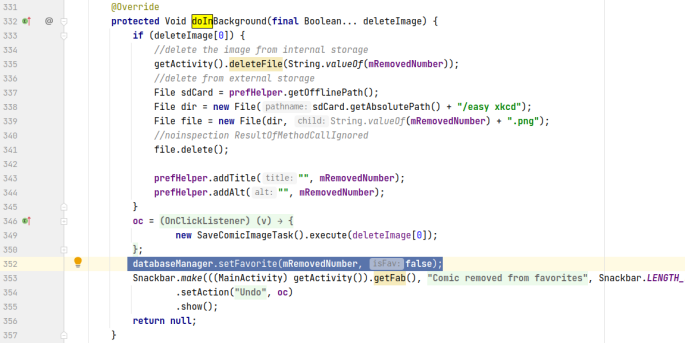 331 @Override
332 @ protected Void doInBackground(final Boolean... deleteImage) {
333 if (deleteImage[0]) {
334 //delete the image from internal storage
335 getActivity().deleteFile(String.valueOf(mRemovedNumber));
336 //delete from external storage
337 File sdCard = prefHelper.getOfflinePath();
338 File dir = new File( pathname: sdCard.getAbsolutePath() + "/easy xkcd");
339 File file = new File(dir, child: String.valueOf(mRemovedNumber) + ".png");
340 //noinspection ResultOfMethodCallIgnored
341 file.delete();
342
343 prefHelper.addTitle( title: "", mRemovedNumber);
344 prefHelper.addAlt( alt: "", mRemovedNumber);
345 }
346 oc = (OnClickListener) (v) → {
349 new SaveComicImageTask().execute(deleteImage[0]);
350 };
352 databaseManager.setFavorite(mRemovedNumber, isFav: false);
353 Snackbar.make(((MainActivity) getActivity()).getFab(), "Comic removed from favorites", Snackbar.LENGTH_
354 .setAction("Undo", oc)
355 .show();
356 return null;
357 }